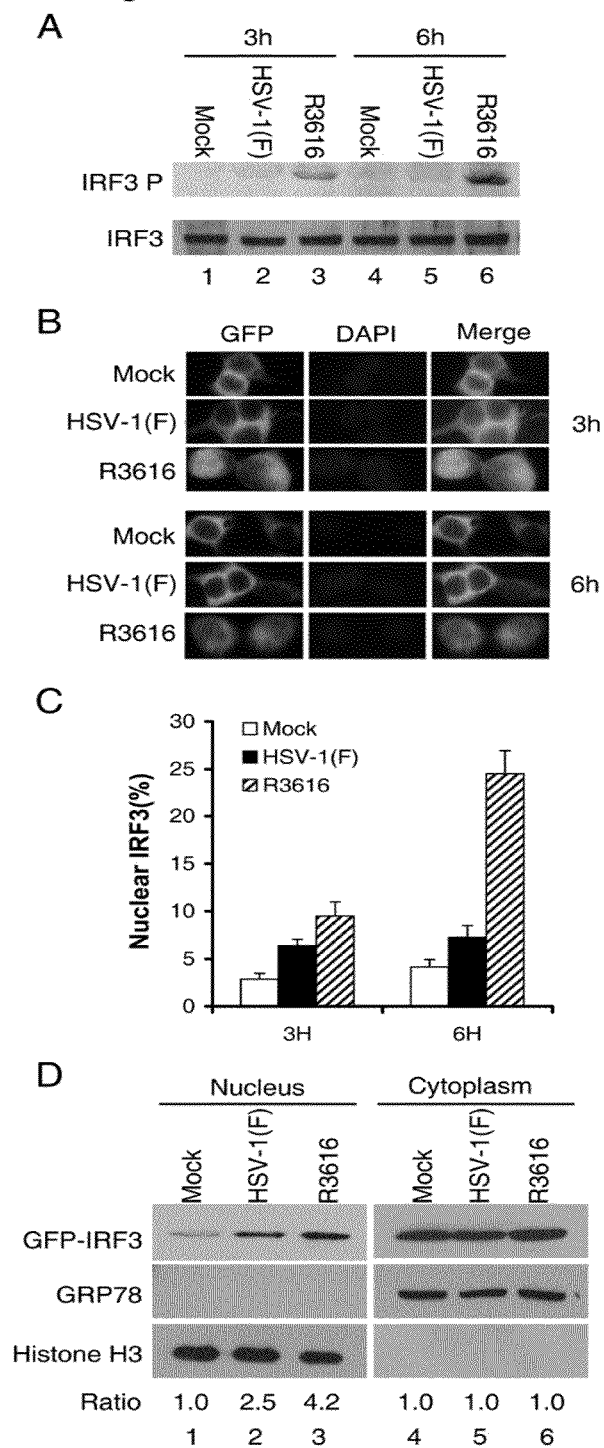 A
3h 6h
Mock HSV-1(F) R3616 Mock HSV-1(F) R3616
IRF3 P
IRF3
1 2 3 4 5 6
B
GFP DAPI Merge
Mock
HSV-1(F) 3h
R3616
Mock
HSV-1(F) 6h
R3616
C
30
Mock
25
HSV-1(F)
R3616
20
15
10
5
0
Nuclear IRF3(%)
3H 6H
D
Nucleus Cytoplasm
Mock HSV-1(F) R3616 Mock HSV-1(F) R3616
GFP-IRF3
GRP78
Histone H3
Ratio 1.0 2.5 4.2 1.0 1.0 1.0
1 2 3 4 5 6